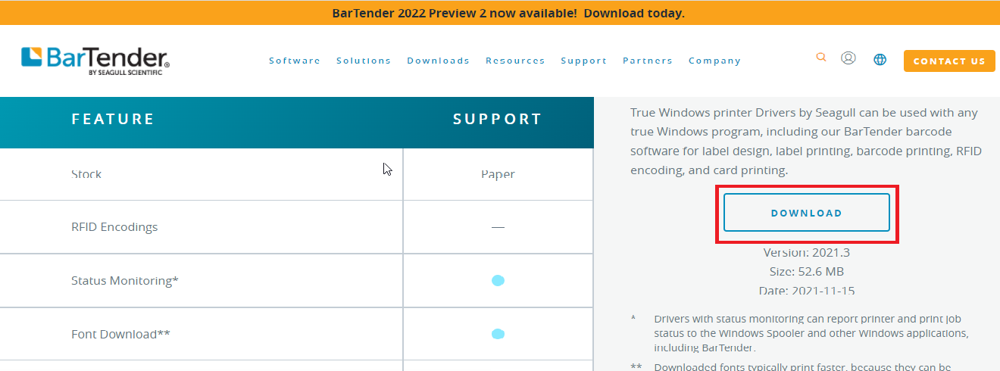 BarTender 2022 Preview 2 now available! Download today.
BarTender®
BY SEAGULL SCIENTIFIC
Software Solutions Downloads Resources Support Partners Company
CONTACT US
FEATURE SUPPORT
Stock Paper
RFID Encodings —
Status Monitoring*
Font Download**
True Windows printer Drivers by Seagull can be used with any
true Windows program, including our BarTender barcode
software for label design, label printing, barcode printing, RFID
encoding, and card printing.
DOWNLOAD
Version: 2021.3
Size: 52.6 MB
Date: 2021-11-15
* Drivers with status monitoring can report printer and print job
status to the Windows Spooler and other Windows applications,
including BarTender.
** Downloaded fonts typically print faster, because they can be